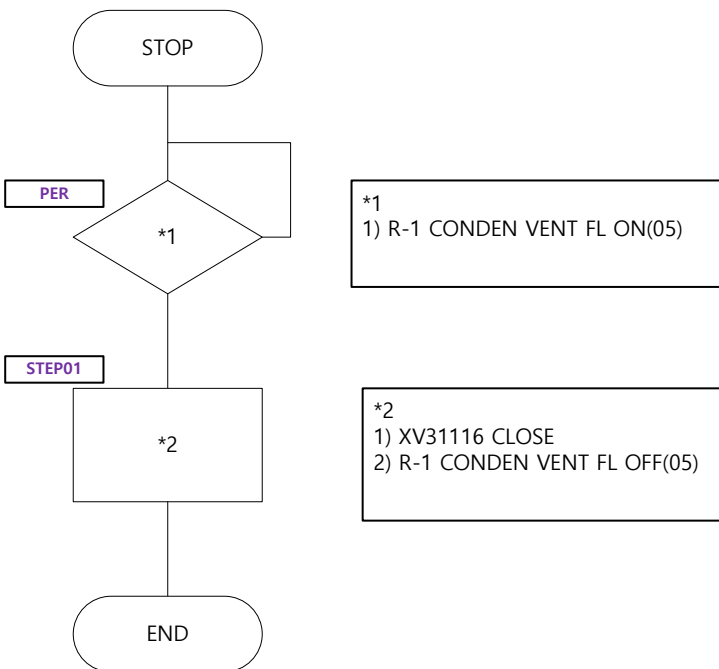 STOP
PER
*1
*1
1) R-1 CONDEN VENT FL ON(05)
STEP01
*2
*2
1) XV31116 CLOSE
2) R-1 CONDEN VENT FL OFF(05)
END